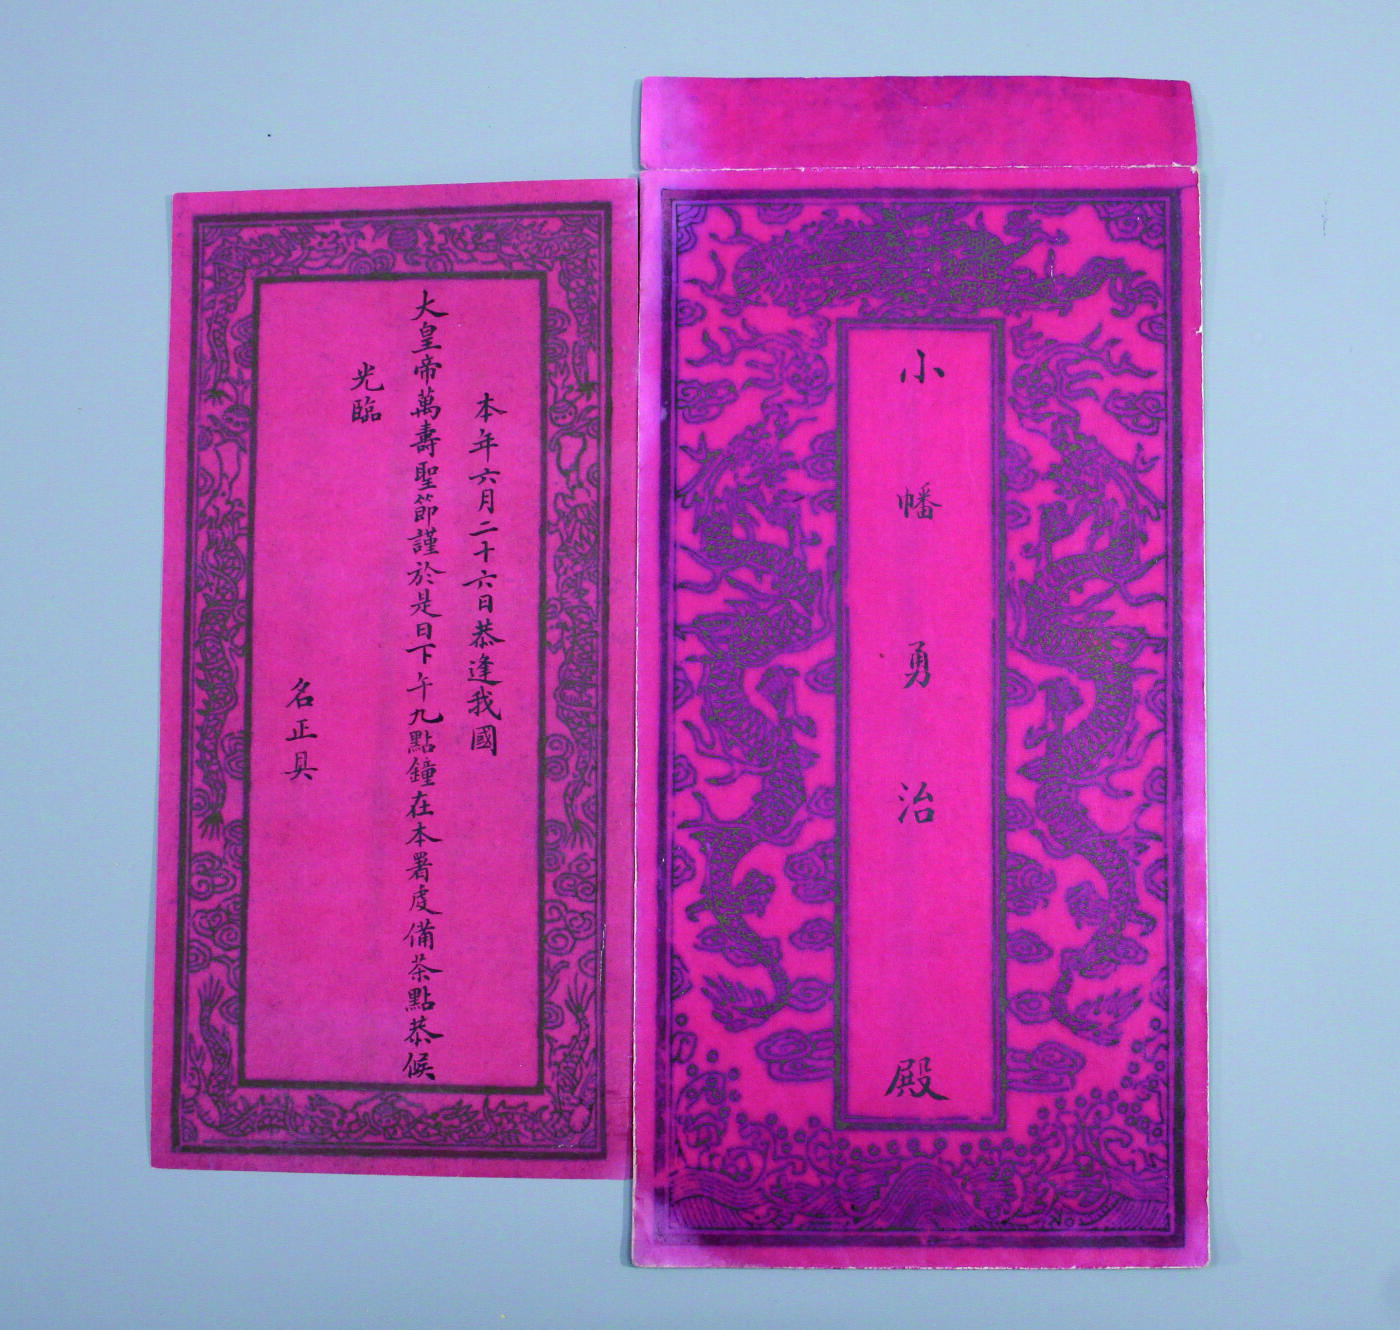 小幡勇治殿
本年六月二十六日恭逢我國
大皇帝萬壽聖節謹於是日下午九點鐘在本署虔備茶點恭候
光臨
名正具